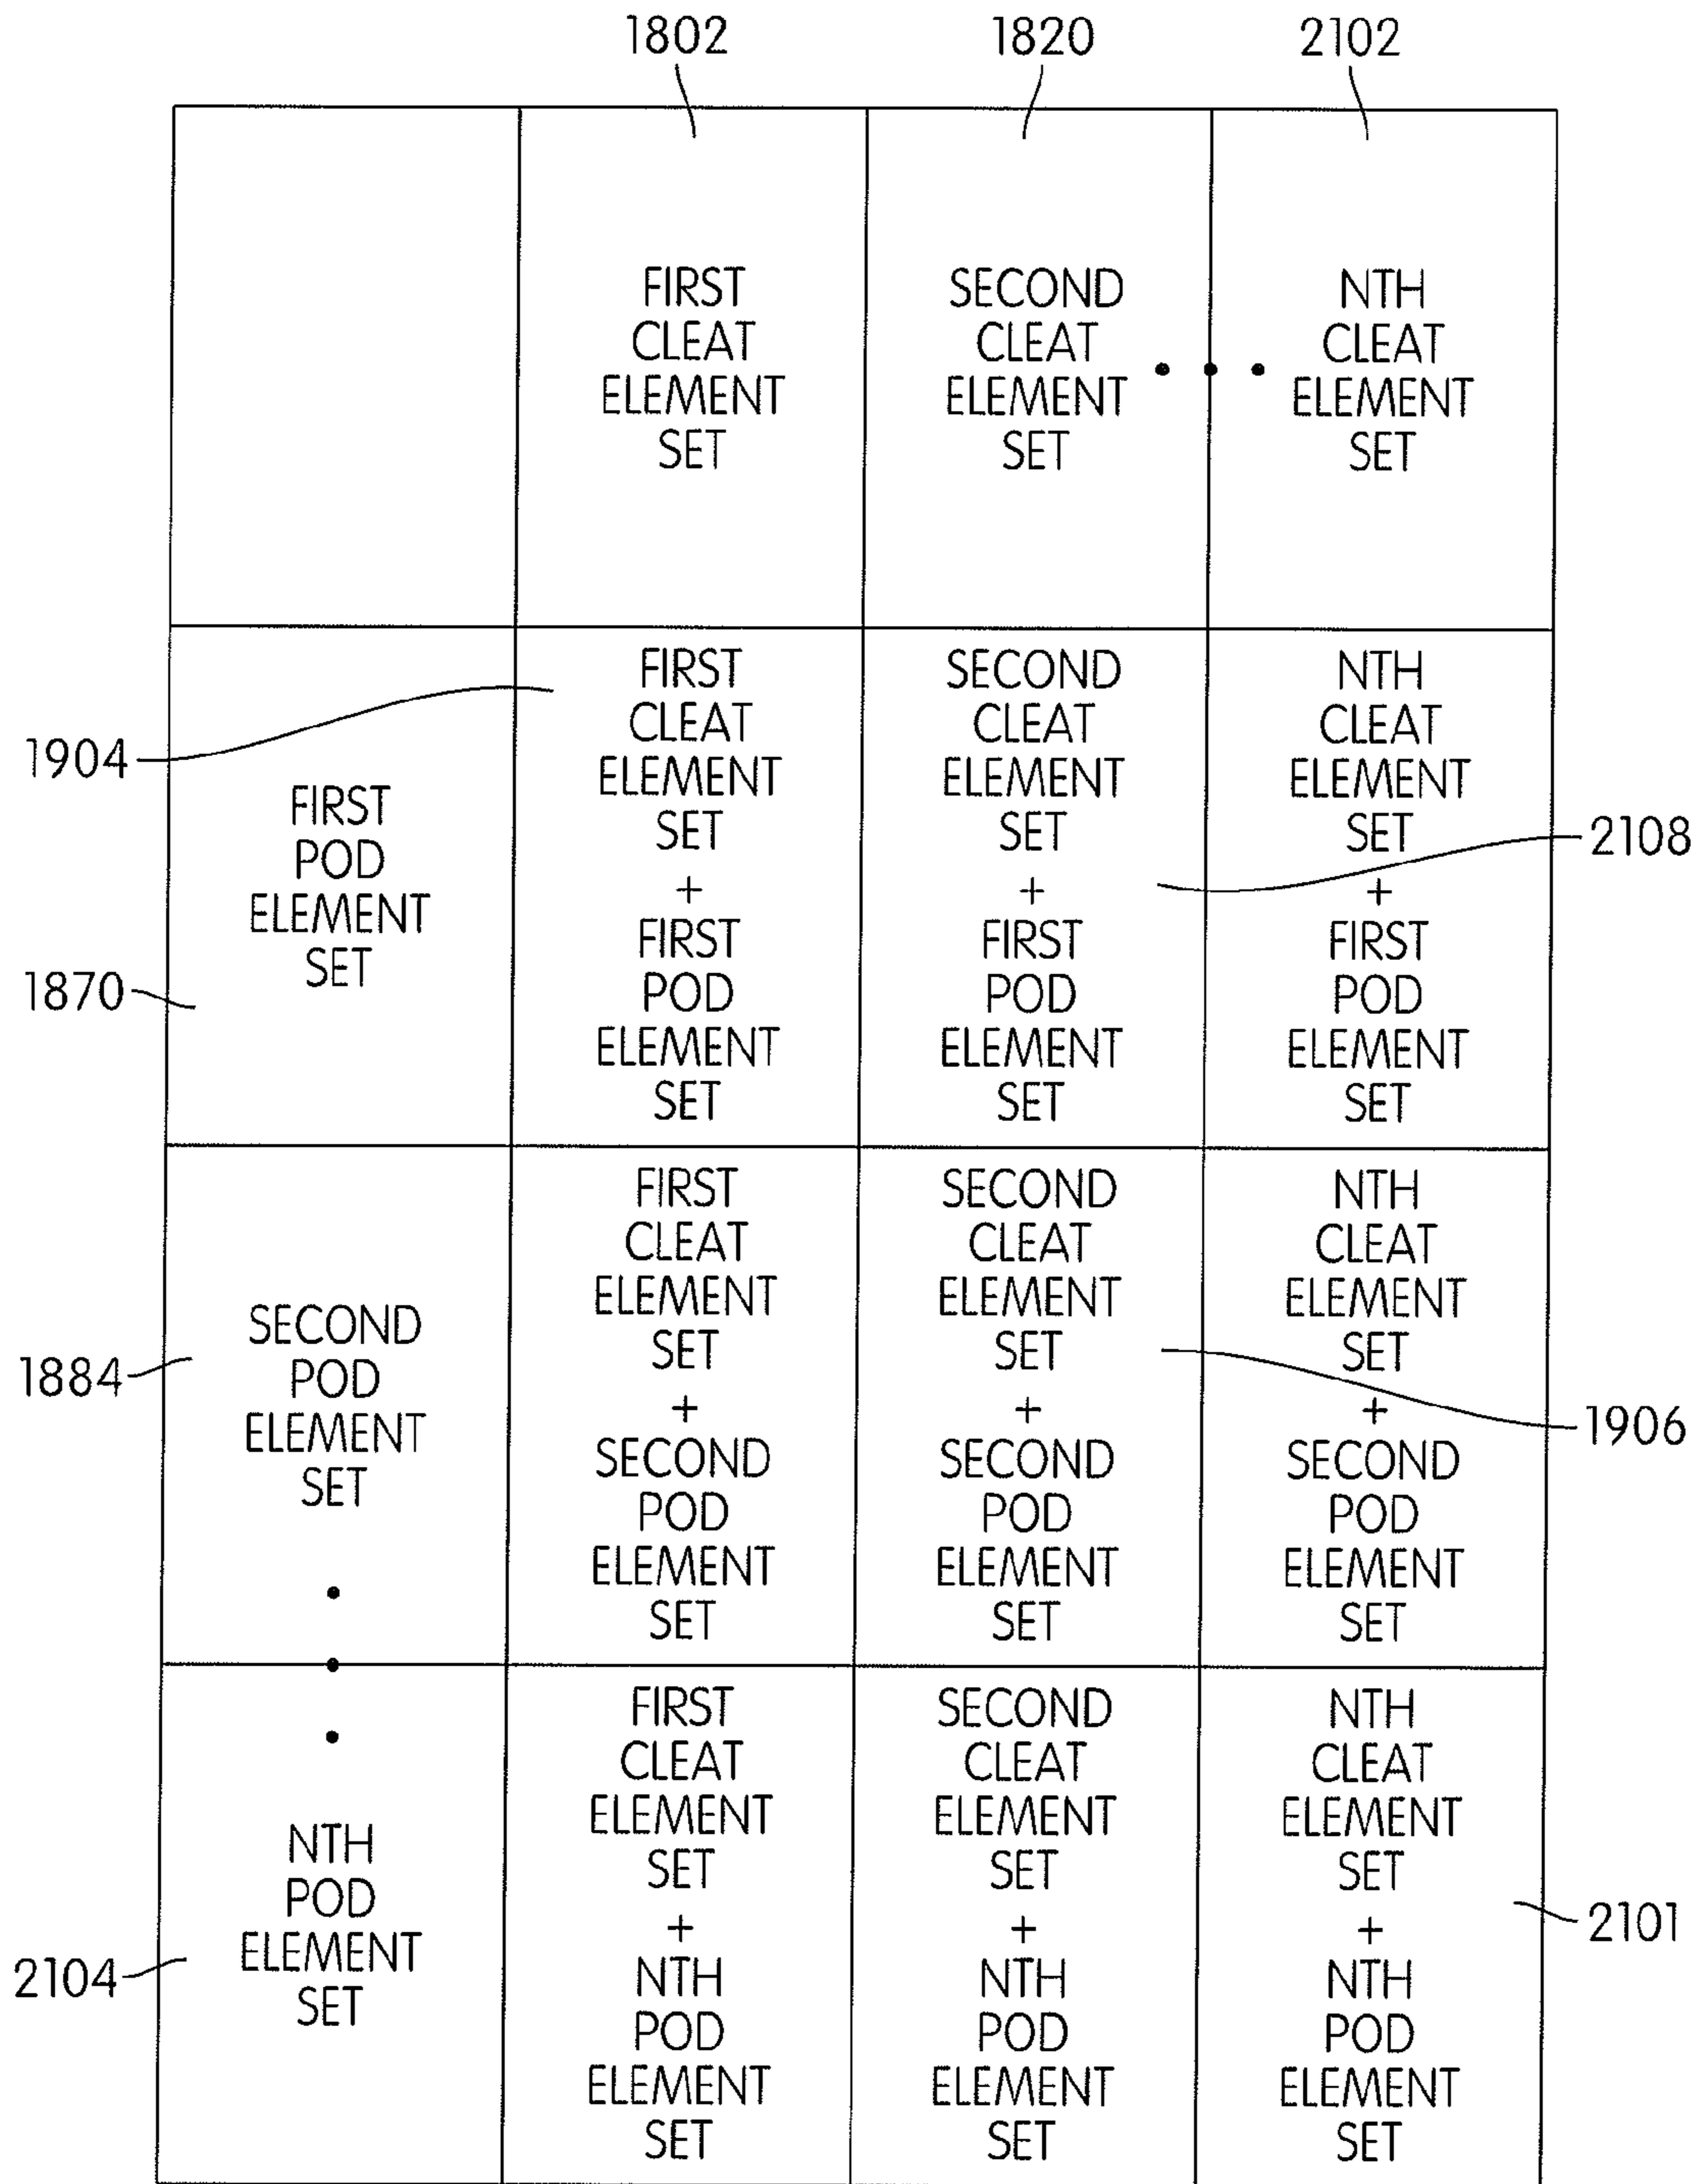 1802
1820
2102
FIRST
CLEAT
ELEMENT
SET
SECOND
CLEAT
ELEMENT
SET
NTH
CLEAT
ELEMENT
SET
1904
1870
FIRST
POD
ELEMENT
SET
FIRST
CLEAT
ELEMENT
SET
+
FIRST
POD
ELEMENT
SET
SECOND
CLEAT
ELEMENT
SET
+
FIRST
POD
ELEMENT
SET
NTH
CLEAT
ELEMENT
SET
+
FIRST
POD
ELEMENT
SET
2108
1884
SECOND
POD
ELEMENT
SET
FIRST
CLEAT
ELEMENT
SET
+
SECOND
POD
ELEMENT
SET
SECOND
CLEAT
ELEMENT
SET
+
SECOND
POD
ELEMENT
SET
NTH
CLEAT
ELEMENT
SET
+
SECOND
POD
ELEMENT
SET
1906
2104
NTH
POD
ELEMENT
SET
FIRST
CLEAT
ELEMENT
SET
+
NTH
POD
ELEMENT
SET
SECOND
CLEAT
ELEMENT
SET
+
NTH
POD
ELEMENT
SET
NTH
CLEAT
ELEMENT
SET
+
NTH
POD
ELEMENT
SET
2101